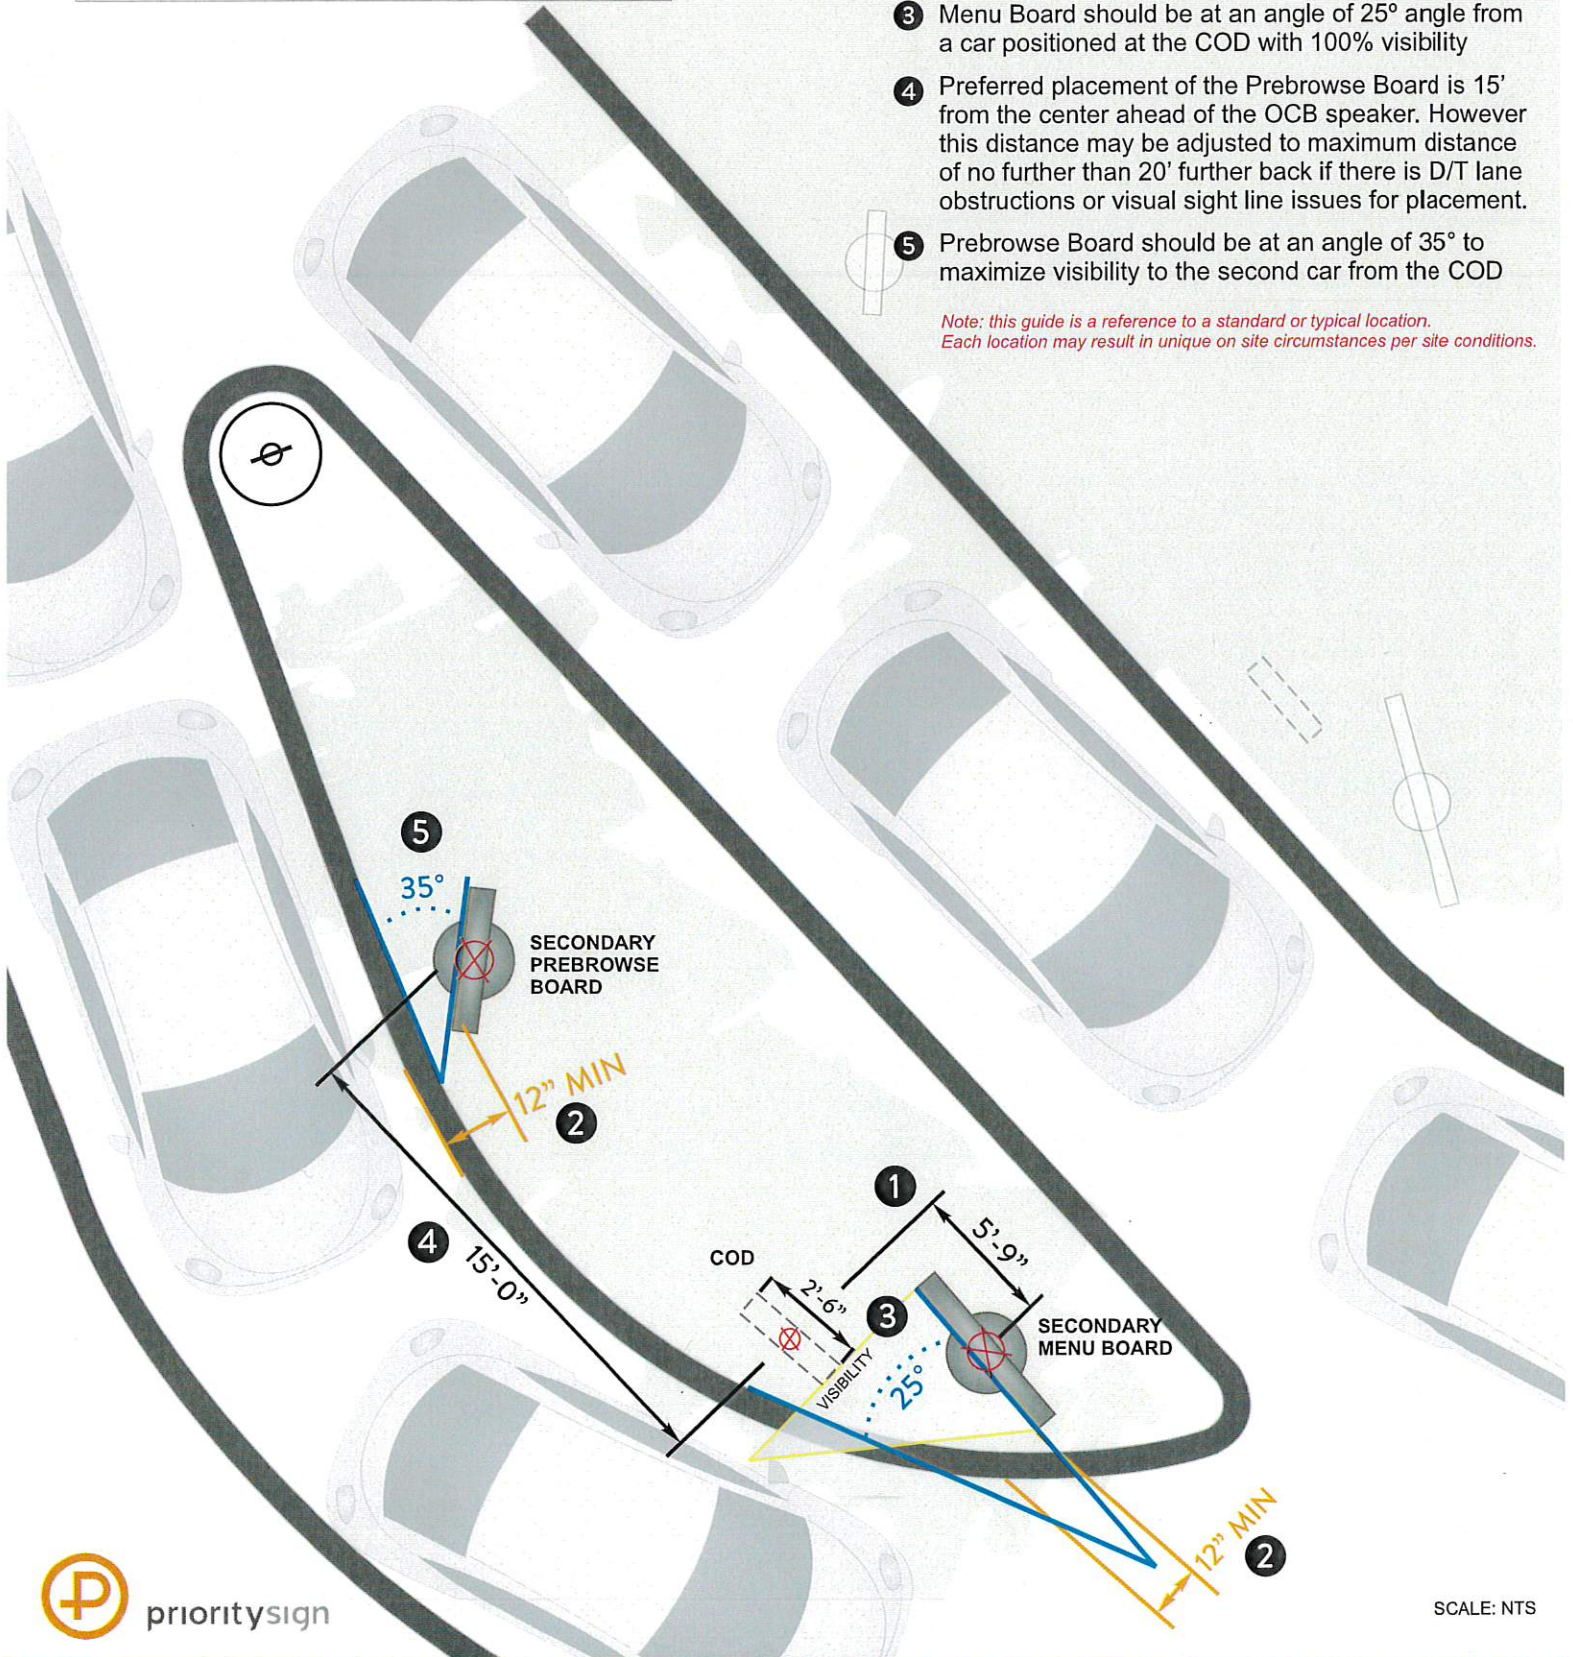 3 Menu Board should be at an angle of 25º angle from
a car positioned at the COD with 100% visibility
4 Preferred placement of the Prebrowse Board is 15'
from the center ahead of the OCB speaker. However
this distance may be adjusted to maximum distance
of no further than 20' further back if there is D/T lane
obstructions or visual sight line issues for placement.
5 Prebrowse Board should be at an angle of 35° to
maximize visibility to the second car from the COD
Note: this guide is a reference to a standard or typical location.
Each location may result in unique on site circumstances per site conditions.
5
35°
SECONDARY
PREBROWSE
BOARD
12” MIN
2
1
4
15’-0”
COD
2’-6”
5’-9”
3
SECONDARY
MENU BOARD
VISIBILITY
25°
12” MIN
2
prioritysign
SCALE: NTS